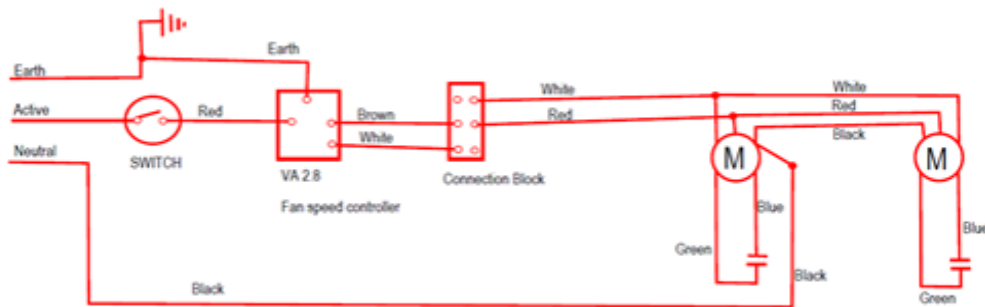 Earth
Earth
Active
Red
Brown
White
White
White
Red
Red
Black
Neutral
SWITCH
VA 2.8
Fan speed controller
Connection Block
M
M
Blue
Blue
Green
Black
Black
Green